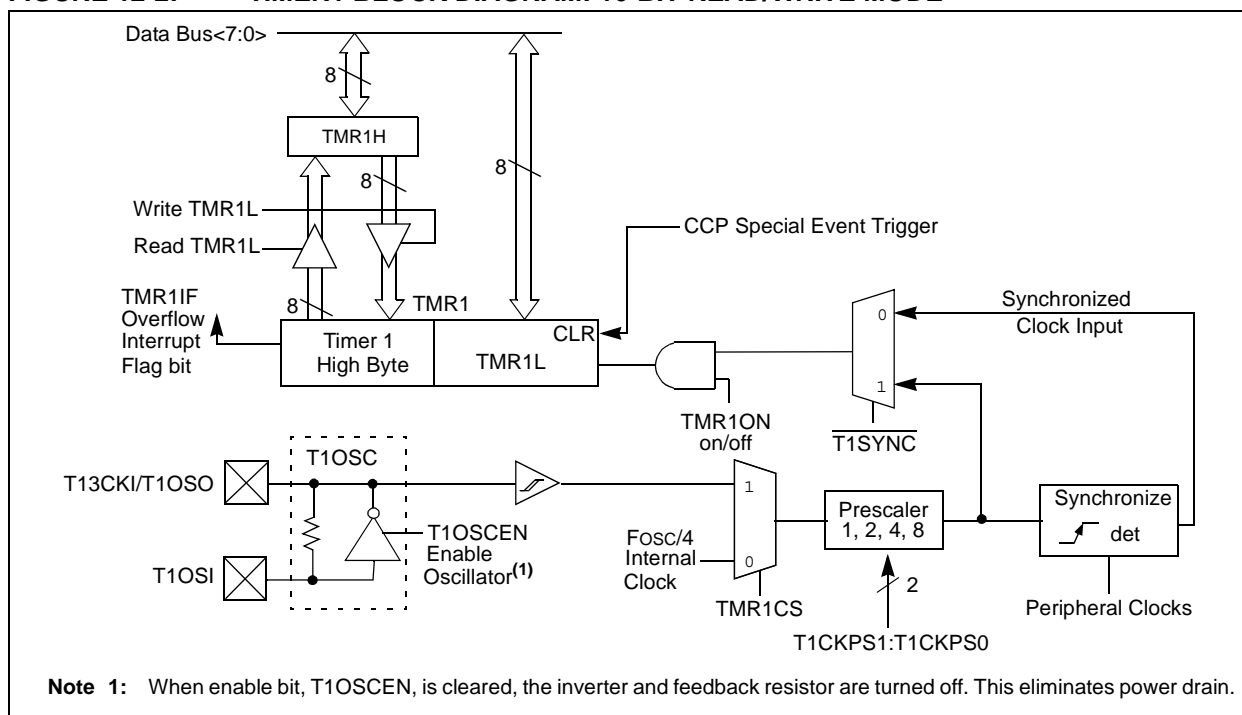 Data Bus<7:0>
8
TMR1H
8
8
Write TMR1L
CCP Special Event Trigger
Read TMR1L
8
TMR1IF
Overflow
Interrupt
Flag bit
TMR1
CLR
Timer 1
High Byte
TMR1L
0
1
Synchronized
Clock Input
TMR1ON
on/off
T1SYNC
T1OSC
T13CKI/T1OSO
1
0
Prescaler
1, 2, 4, 8
Synchronize
det
T1OSCEN
Enable
Oscillator(1)
FOSC/4
Internal
Clock
T1OSI
2
TMR1CS
Peripheral Clocks
T1CKPS1:T1CKPS0
Note 1: When enable bit, T1OSCEN, is cleared, the inverter and feedback resistor are turned off. This eliminates power drain.